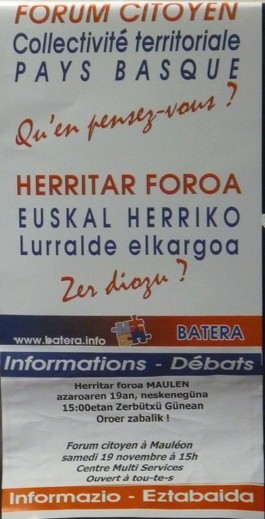 FORUM CITOYEN
Collectivité territoriale
PAYS BASQUE
Qu'en pensez-vous ?
HERRITAR FOROA
EUSKAL HERRIKO
Lurralde elkargoa
Zer diozu ?
www.batera.info
BATERA
Informations - Débats
Herritar foroa MAULEN
azaroaren 19an, neskenegüna
15:00etan Zerbütxü Günean
Oroer zabalik !
Forum citoyen à Mauléon
samedi 19 novembre à 15h
Centre Multi Services
Ouvert à tou-te-s
Informazio - Eztabaida